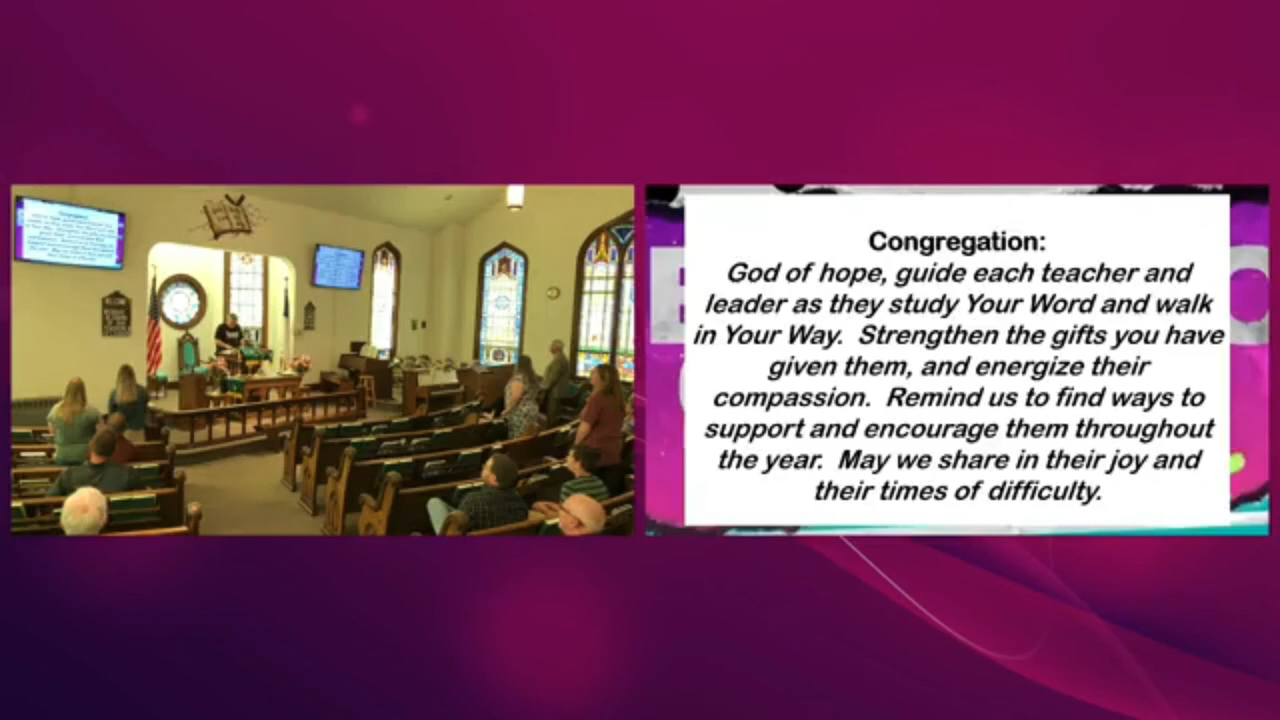 Congregation:
God of hope, guide each teacher and
leader as they study Your Word and walk
in Your Way.  Strengthen the gifts you have
given them, and energize their
compassion.  Remind us to find ways to
support and encourage them throughout
the year.  May we share in their joy and
their times of difficulty.